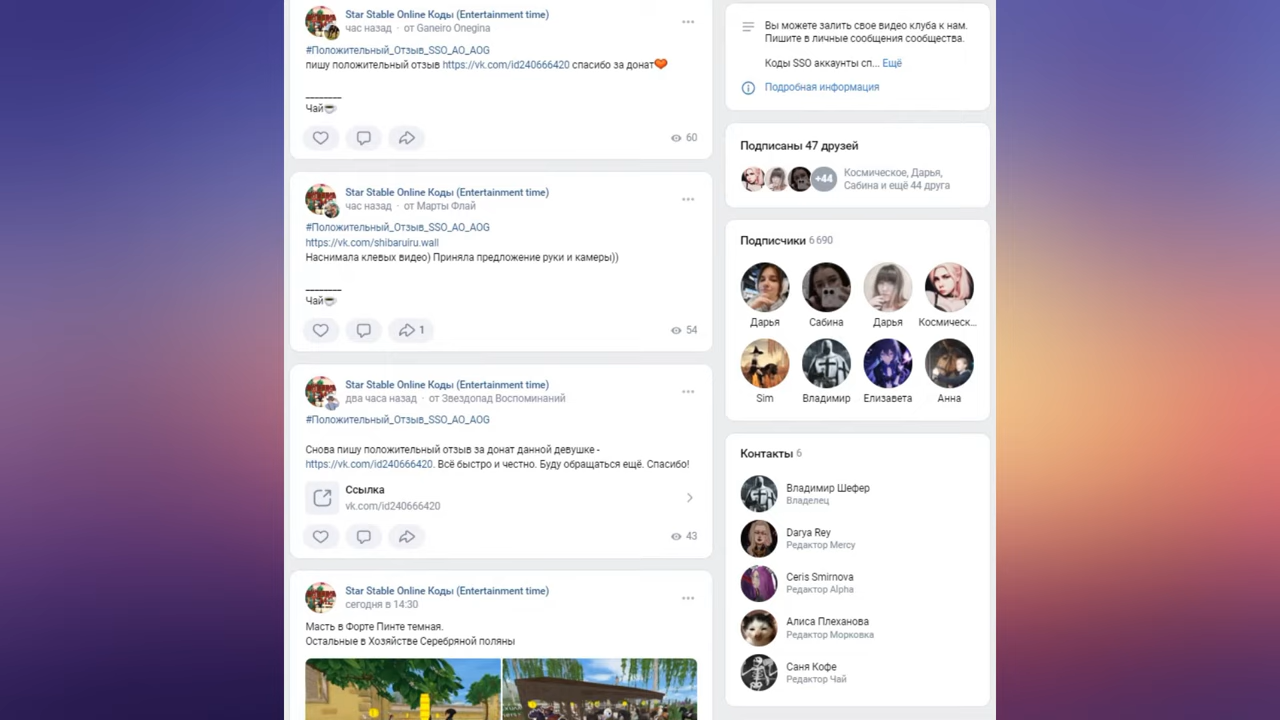 Star Stable Online Коды (Entertainment time)
час назад · от Ganeiro Onegina
#Положительный_Отзыв_SSO_AO_AOG
пишу положительный отзыв https://vk.com/id240666420 спасибо за донат🧡
________
Чай☕
60
Star Stable Online Коды (Entertainment time)
час назад · от Марты Флай
#Положительный_Отзыв_SSO_AO_AOG
https://vk.com/shibaruiru.wall
Наснимала клевых видео) Приняла предложение руки и камеры))
________
Чай☕
1
54
Star Stable Online Коды (Entertainment time)
два часа назад · от Звездопад Воспоминаний
#Положительный_Отзыв_SSO_AO_AOG
Снова пишу положительный отзыв за донат данной девушке -
https://vk.com/id240666420. Всё быстро и честно. Буду обращаться ещё. Спасибо!
Ссылка
vk.com/id240666420
43
Star Stable Online Коды (Entertainment time)
сегодня в 14:30
Масть в Форте Пинте темная.
Остальные в Хозяйстве Серебряной поляны
Вы можете залить свое видео клуба к нам.
Пишите в личные сообщения сообщества.
Коды SSO аккаунты сп... Ещё
Подробная информация
Подписаны 47 друзей
+44
Космическое, Дарья,
Сабина и ещё 44 друга
Подписчики 6 690
Дарья
Сабина
Дарья
Космическ...
Sim
Владимир
Елизавета
Анна
Контакты 6
Владимир Шефер
Владелец
Darya Rey
Редактор Mercy
Ceris Smirnova
Редактор Alpha
Алиса Плеханова
Редактор Морковка
Саня Кофе
Редактор Чай